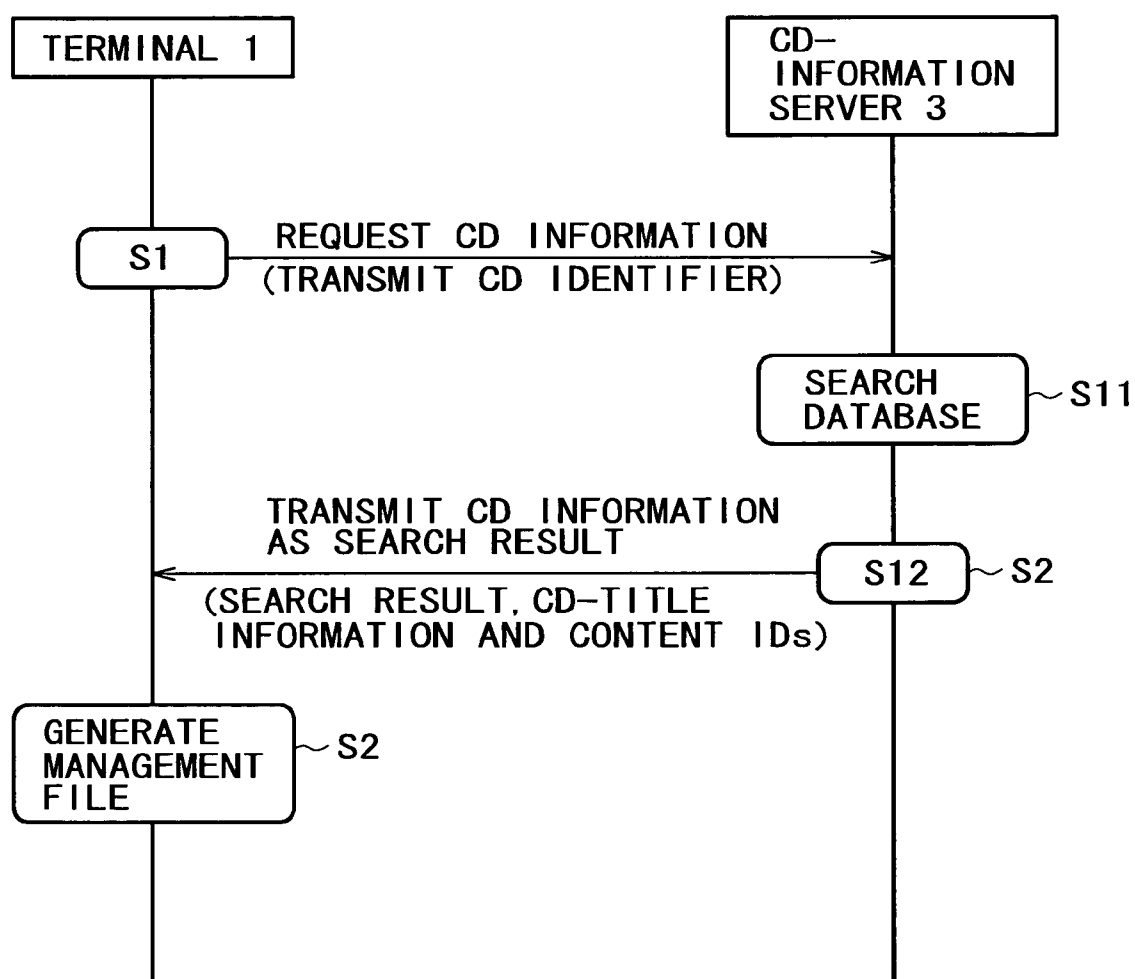 TERMINAL 1
CD-
INFORMATION
SERVER 3
REQUEST CD INFORMATION
S1
(TRANSMIT CD IDENTIFIER)
SEARCH
DATABASE
S11
TRANSMIT CD INFORMATION
AS SEARCH RESULT
S12
S2
(SEARCH RESULT, CD-TITLE
INFORMATION AND CONTENT IDs)
GENERATE
MANAGEMENT
FILE
S2